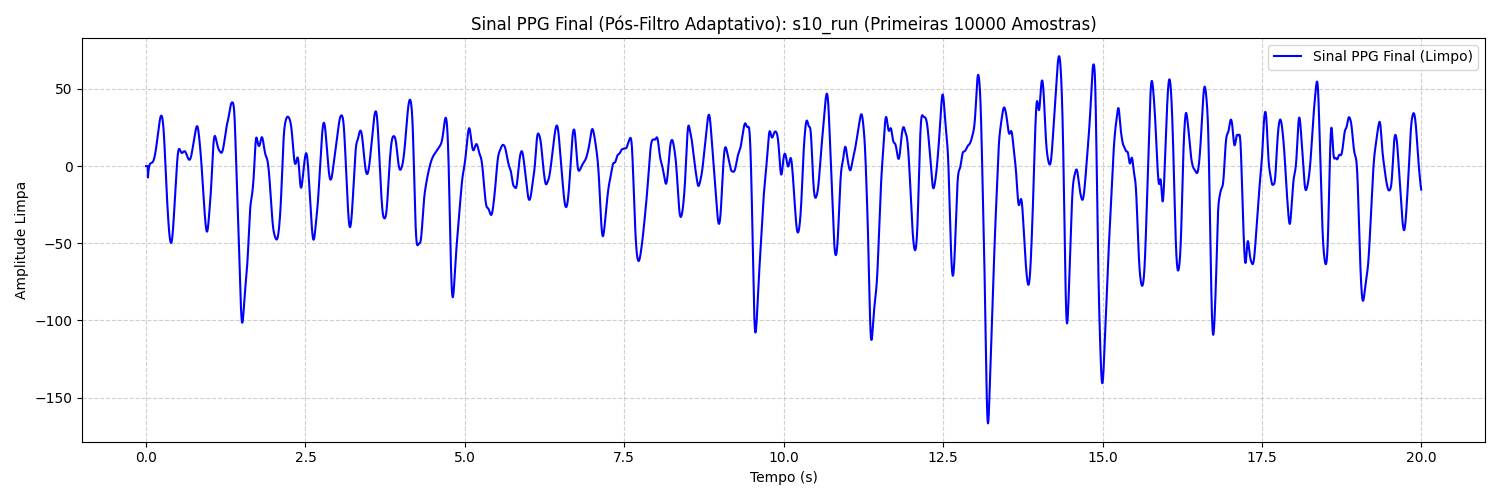 Sinal PPG Final (Pós-Filtro Adaptativo): s10_run (Primeiras 10000 Amostras)
Sinal PPG Final (Limpo)
Amplitude Limpa
50
0
−50
−100
−150
0.0 2.5 5.0 7.5 10.0 12.5 15.0 17.5 20.0
Tempo (s)